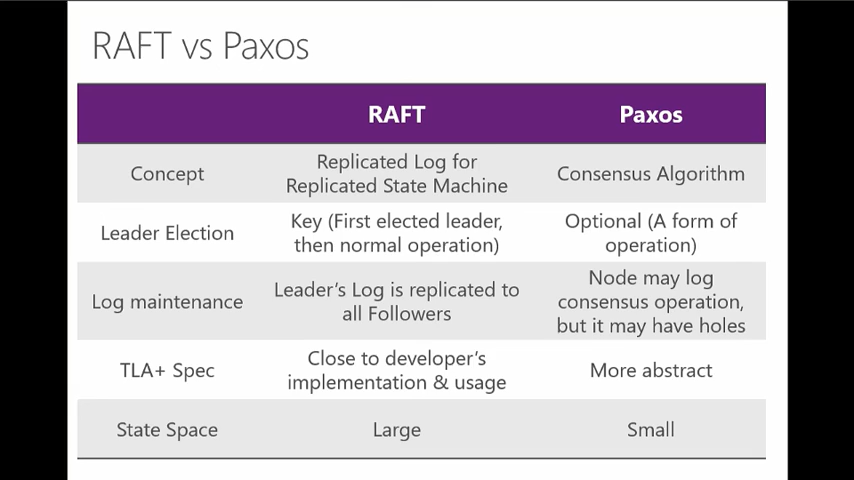 RAFT vs Paxos
RAFT
Paxos
Concept
Replicated Log for
Replicated State Machine
Consensus Algorithm
Leader Election
Key (First elected leader,
then normal operation)
Optional (A form of
operation)
Log maintenance
Leader's Log is replicated to
all Followers
Node may log
consensus operation,
but it may have holes
TLA+ Spec
Close to developer's
implementation & usage
More abstract
State Space
Large
Small